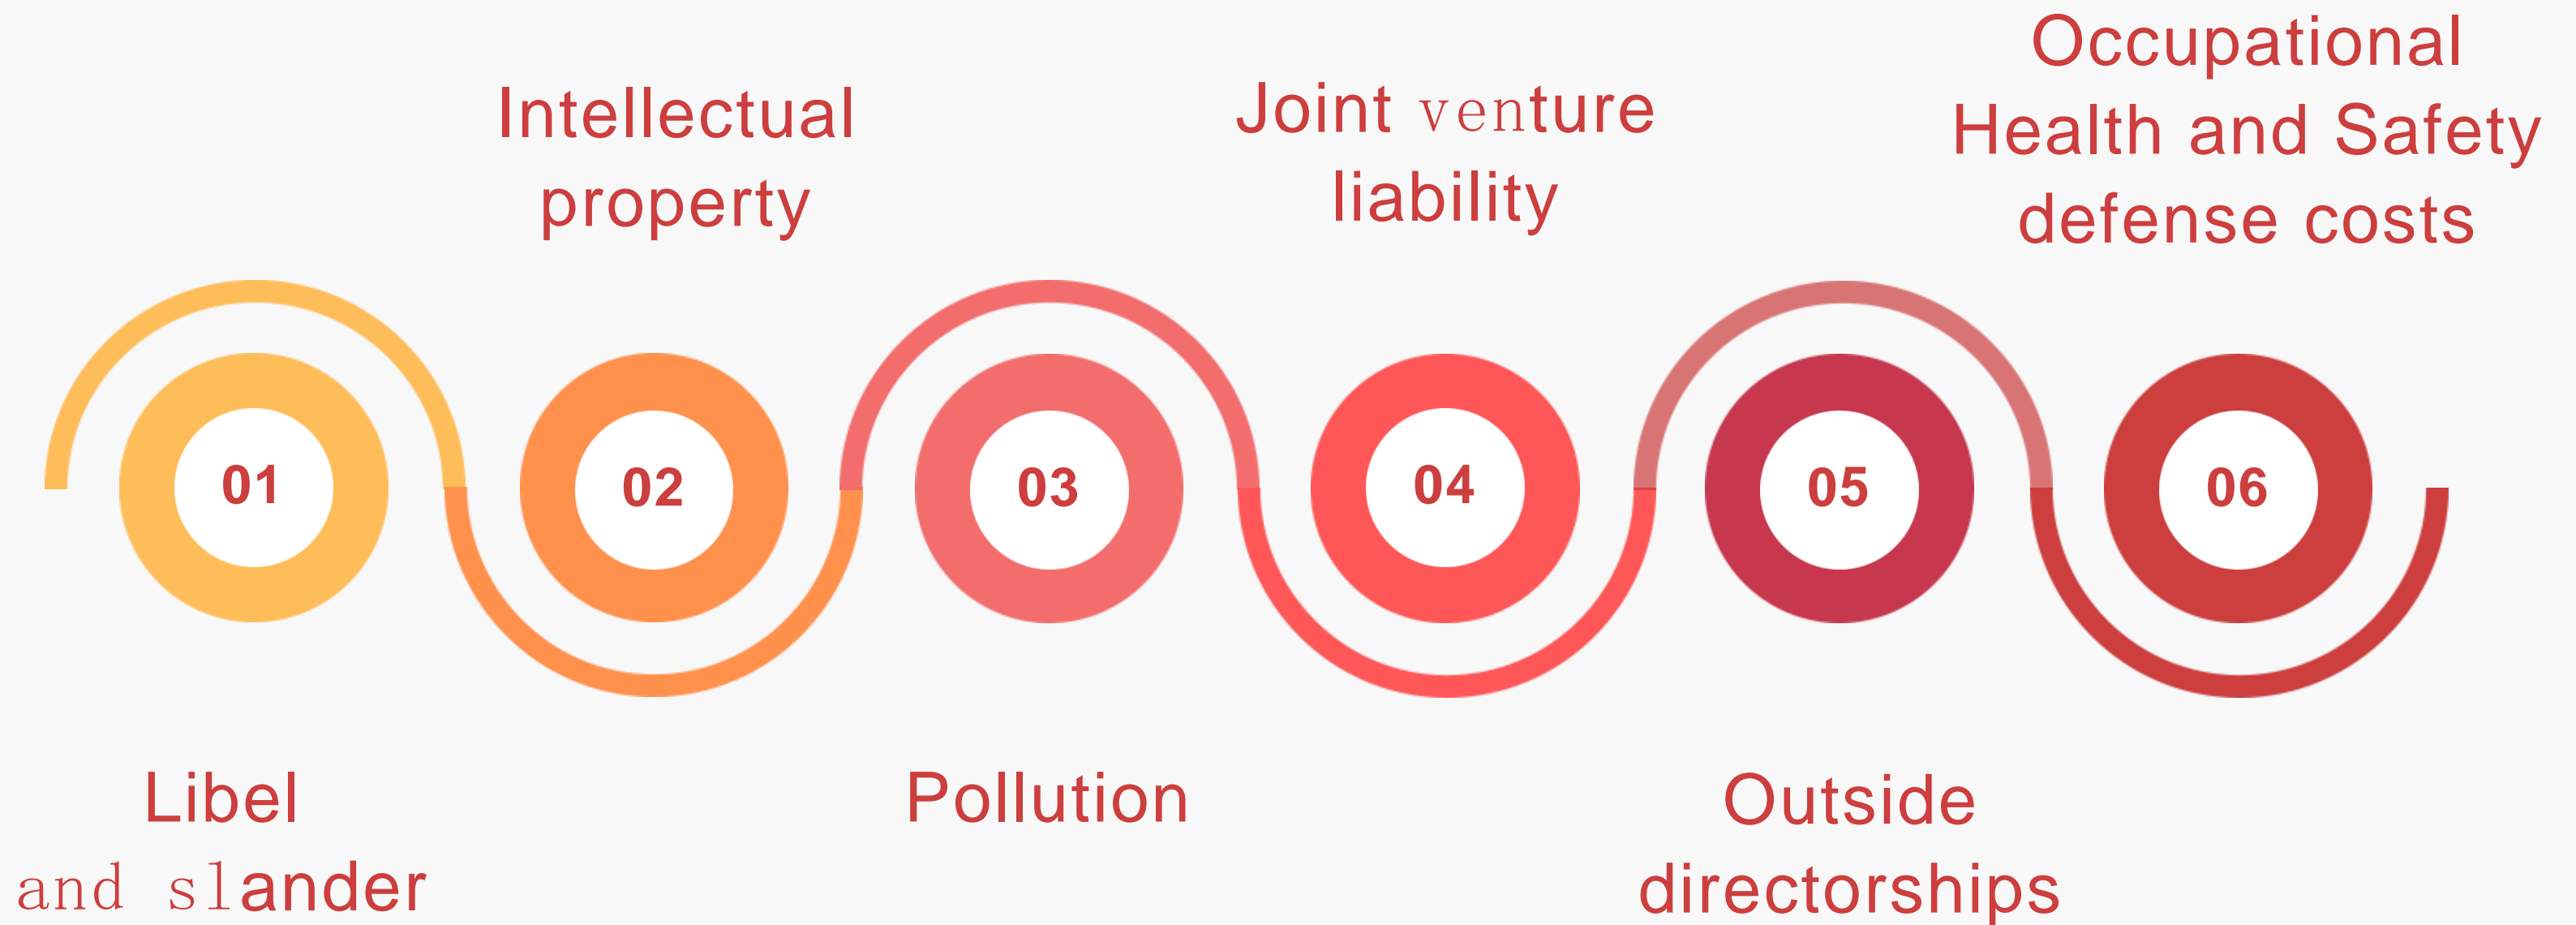 01
Libel
and slander
02
Intellectual
property
03
Pollution
04
Joint venture
liability
05
Outside
directorships
06
Occupational
Health and Safety
defense costs